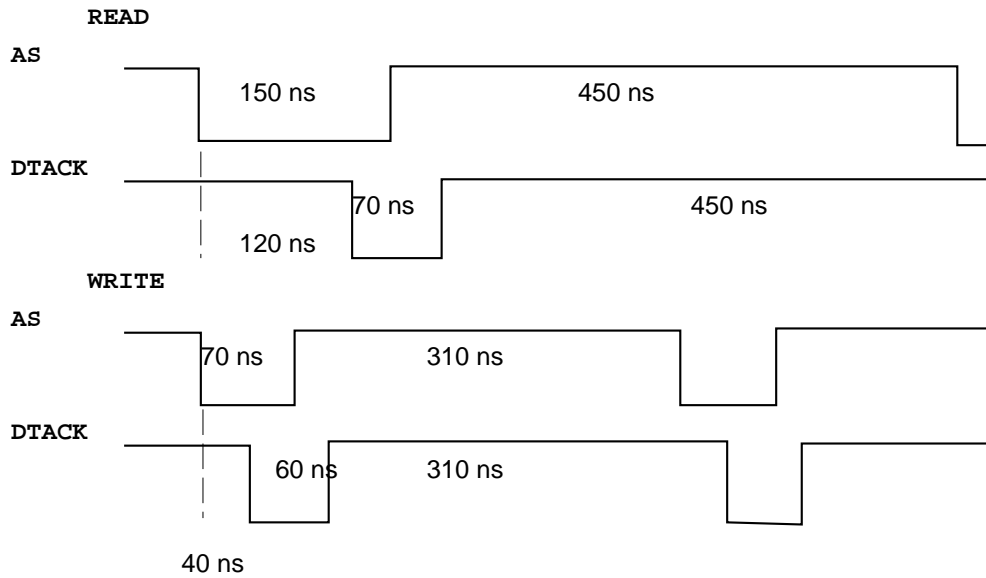 READ
AS
150 ns 450 ns
DTACK
70 ns 450 ns
120 ns
WRITE
AS
70 ns 310 ns
DTACK
60 ns 310 ns
40 ns